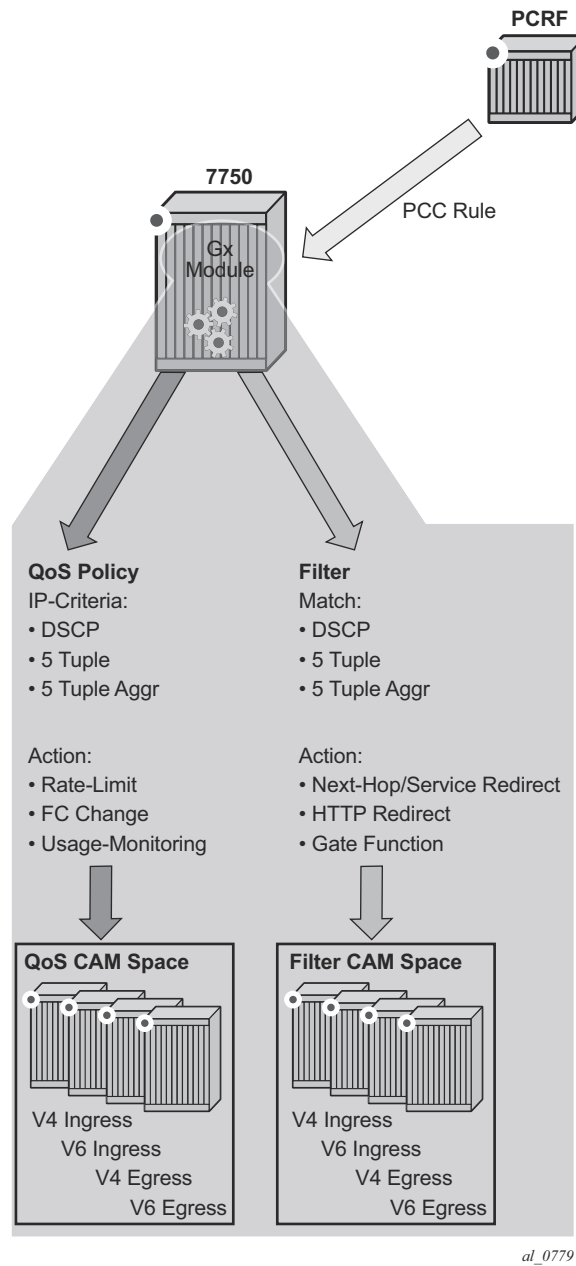 PCRF
7750
PCC Rule
Gx
Module
QoS Policy
IP-Criteria:
• DSCP
• 5 Tuple
• 5 Tuple Aggr
Action:
• Rate-Limit
• FC Change
• Usage-Monitoring
Filter
Match:
• DSCP
• 5 Tuple
• 5 Tuple Aggr
Action:
• Next-Hop/Service Redirect
• HTTP Redirect
• Gate Function
QoS CAM Space
V4 Ingress
V6 Ingress
V4 Egress
V6 Egress
Filter CAM Space
V4 Ingress
V6 Ingress
V4 Egress
V6 Egress
al_0779